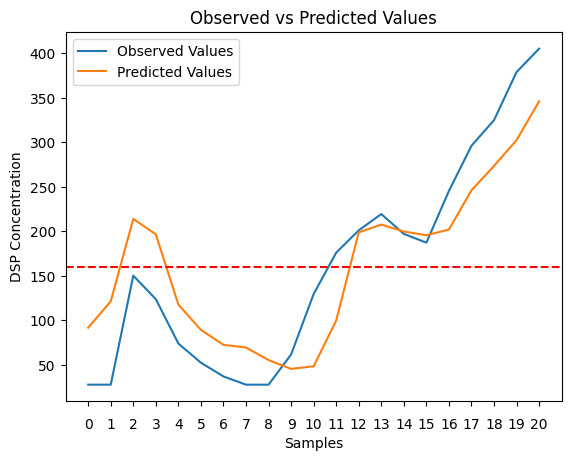 Observed vs Predicted Values
Observed Values
Predicted Values
400
350
300
250
200
150
100
50
DSP Concentration
0 1 2 3 4 5 6 7 8 9 10 11 12 13 14 15 16 17 18 19 20
Samples